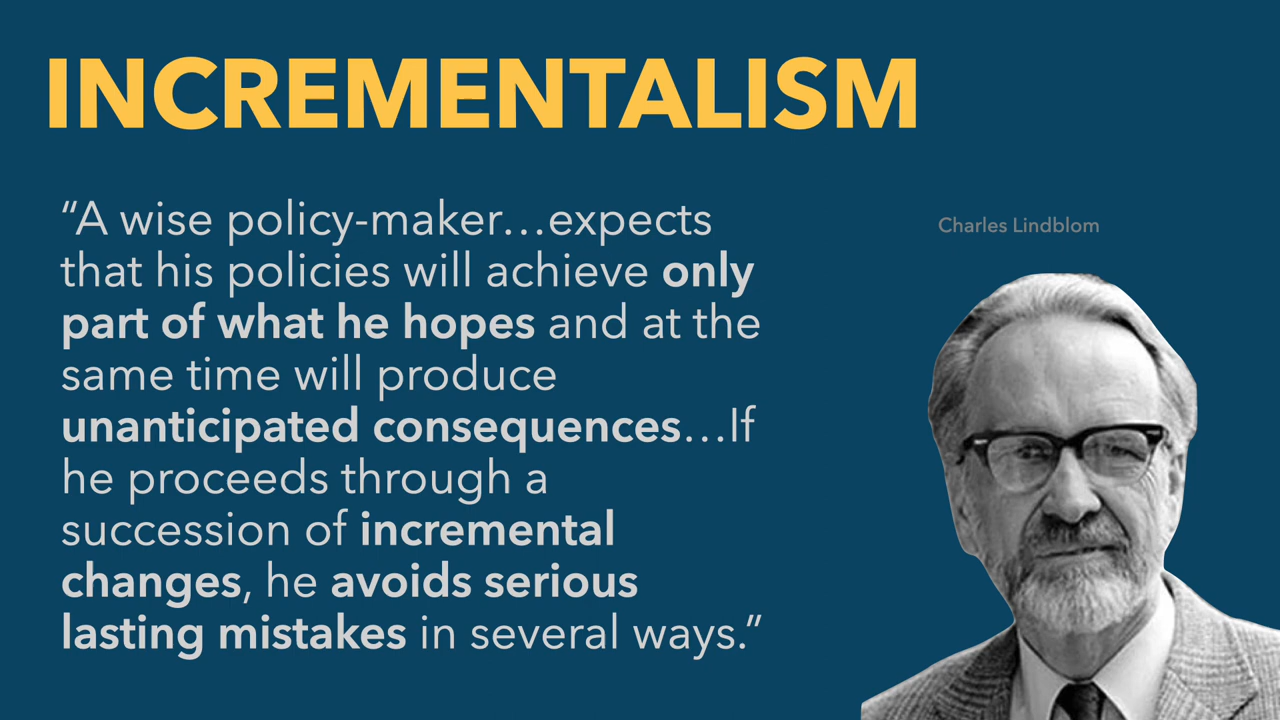 INCREMENTALISM
“A wise policy-maker…expects
that his policies will achieve only
part of what he hopes and at the
same time will produce
unanticipated consequences…If
he proceeds through a
succession of incremental
changes, he avoids serious
lasting mistakes in several ways.”
Charles Lindblom